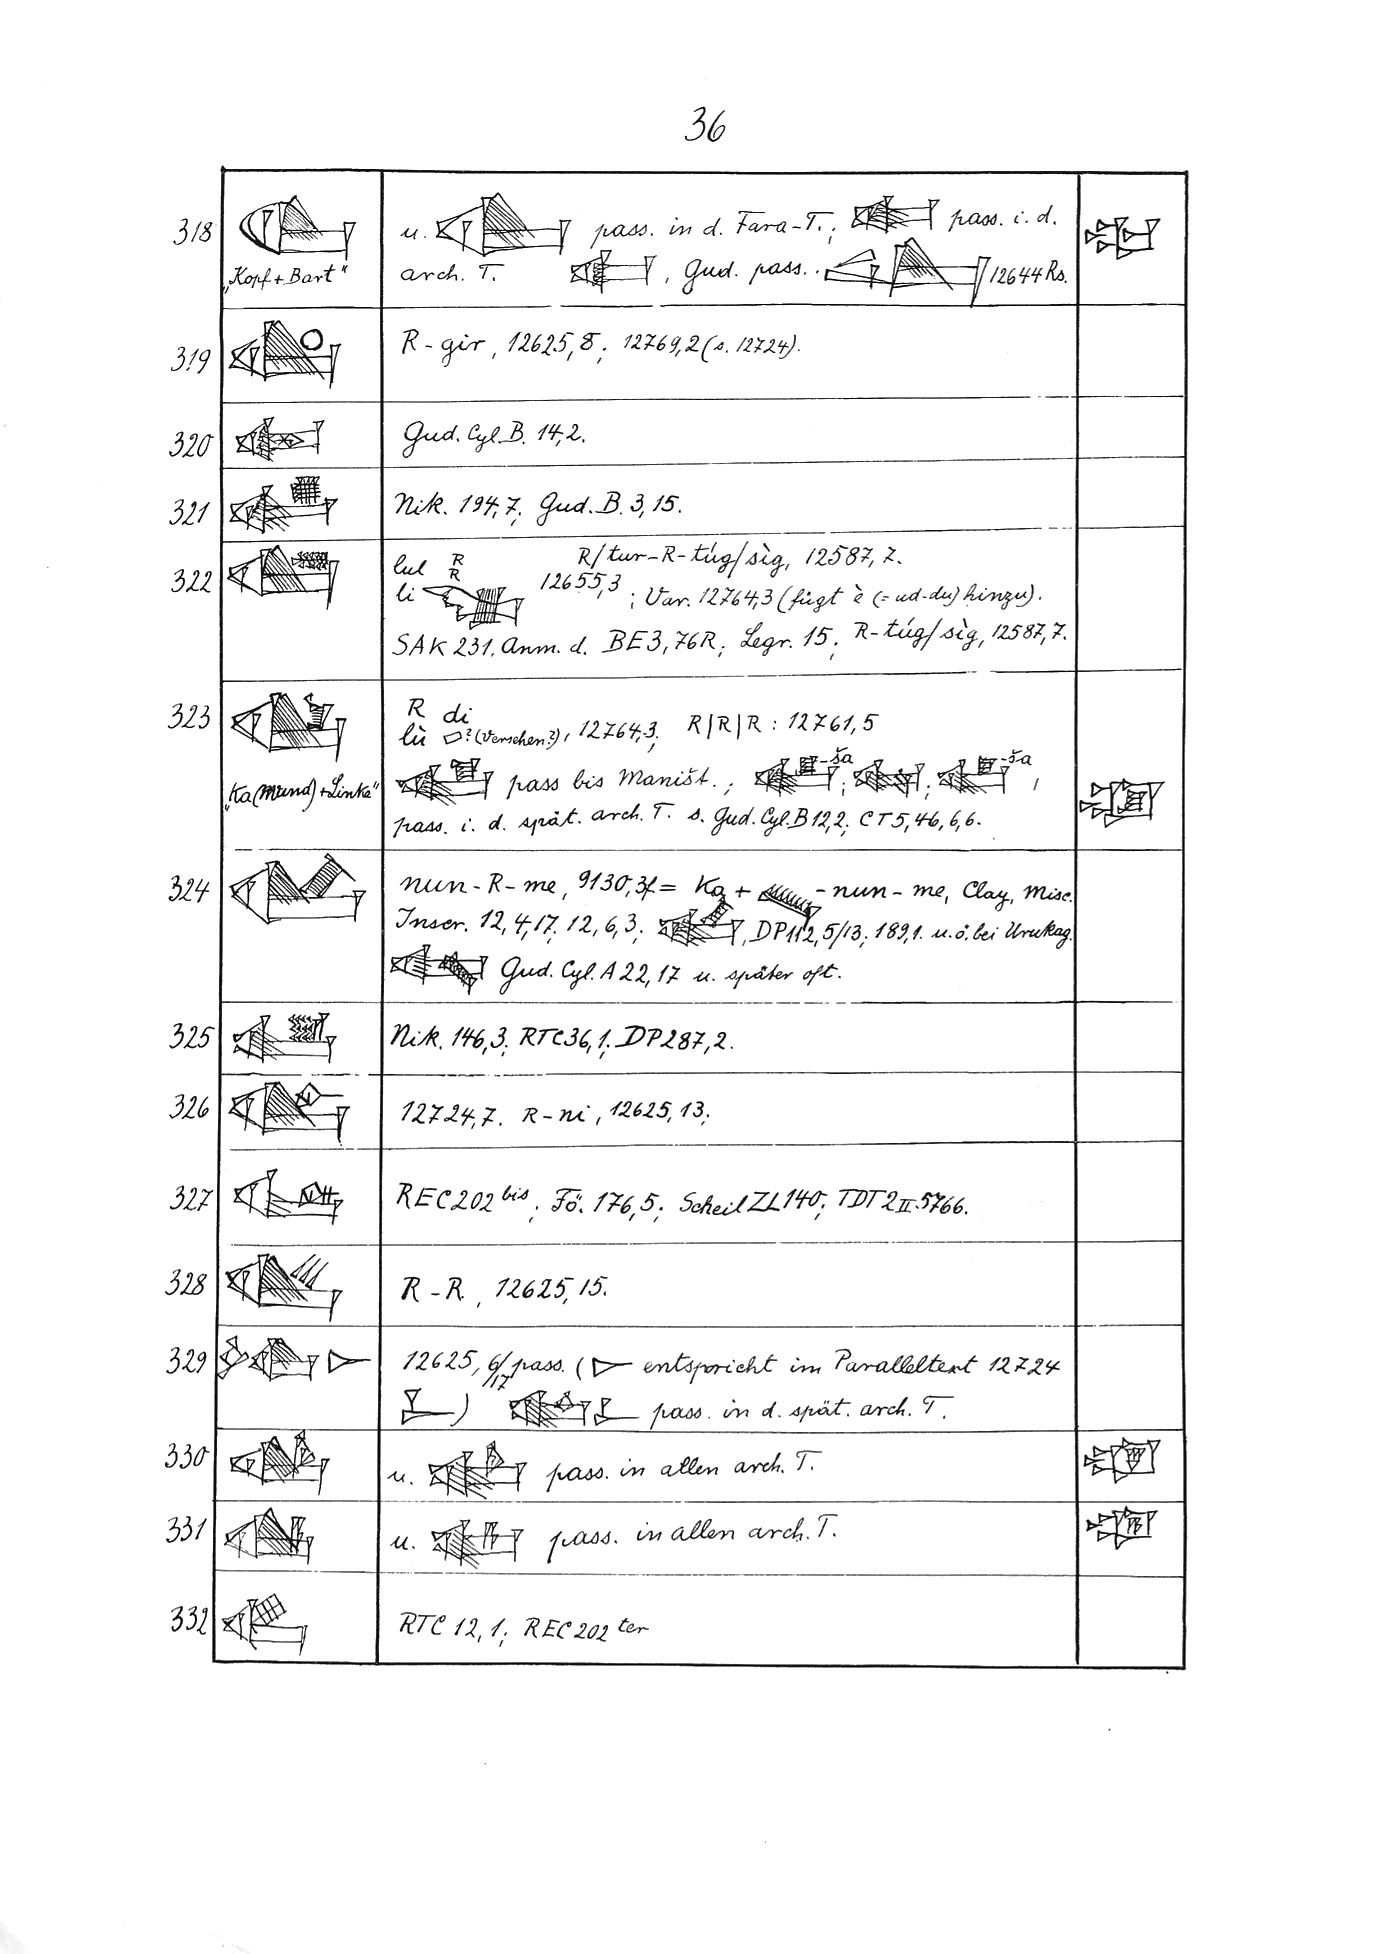 36
318
u. pass. in d. Fara-T.; pass. i. d.
„Kopf + Bart“
arch. T. , Gud. pass. 12644 Rs.
319
R - gir, 12625, 8; 12769, 2 (s. 12724).
320
Gud. Cyl. B. 14, 2.
321
Nik. 194, 7; Gud. B. 3, 15.
322
lul R R/tur-R-túg/sìg, 12587, 7.
R
li 12655, 3 ; Var. 12764, 3 (fügt è (= ud-du) hinzu).
SAK 231. Anm. d. BE 3, 76 R; Legr. 15; R-túg/sìg, 12587, 7.
323
R di
lù ? (Versehen?), 12764, 3; R|R|R : 12761, 5
„Ka (Mund) + Linke“
pass bis Maništ.; -ša ; ; -ša ;
pass. i. d. spät. arch. T. s. Gud. Cyl. B 12, 2; CT 5, 46, 6, 6.
324
nun - R - me, 9130, 3f = Ka + - nun - me, Clay, Misc.
Inscr. 12, 4, 17; 12, 6, 3; , DP 112, 5/13; 189, 1. u. ö. bei Urukag.
Gud. Cyl. A 22, 17 u. später oft.
325
Nik. 146, 3; RTC 36, 1; DP 287, 2.
326
12724, 7. R - ni, 12625, 13;
327
REC 202 bis; Fö. 176, 5; Scheil ZL 140; TDT 2 II. 5766.
328
R - R, 12625, 15.
329
12625, 6/17 pass. ( entspricht im Paralleltext 12724
) pass. in d. spät. arch. T.
330
u. pass. in allen arch. T.
331
u. pass. in allen arch. T.
332
RTC 12, 1; REC 202 ter